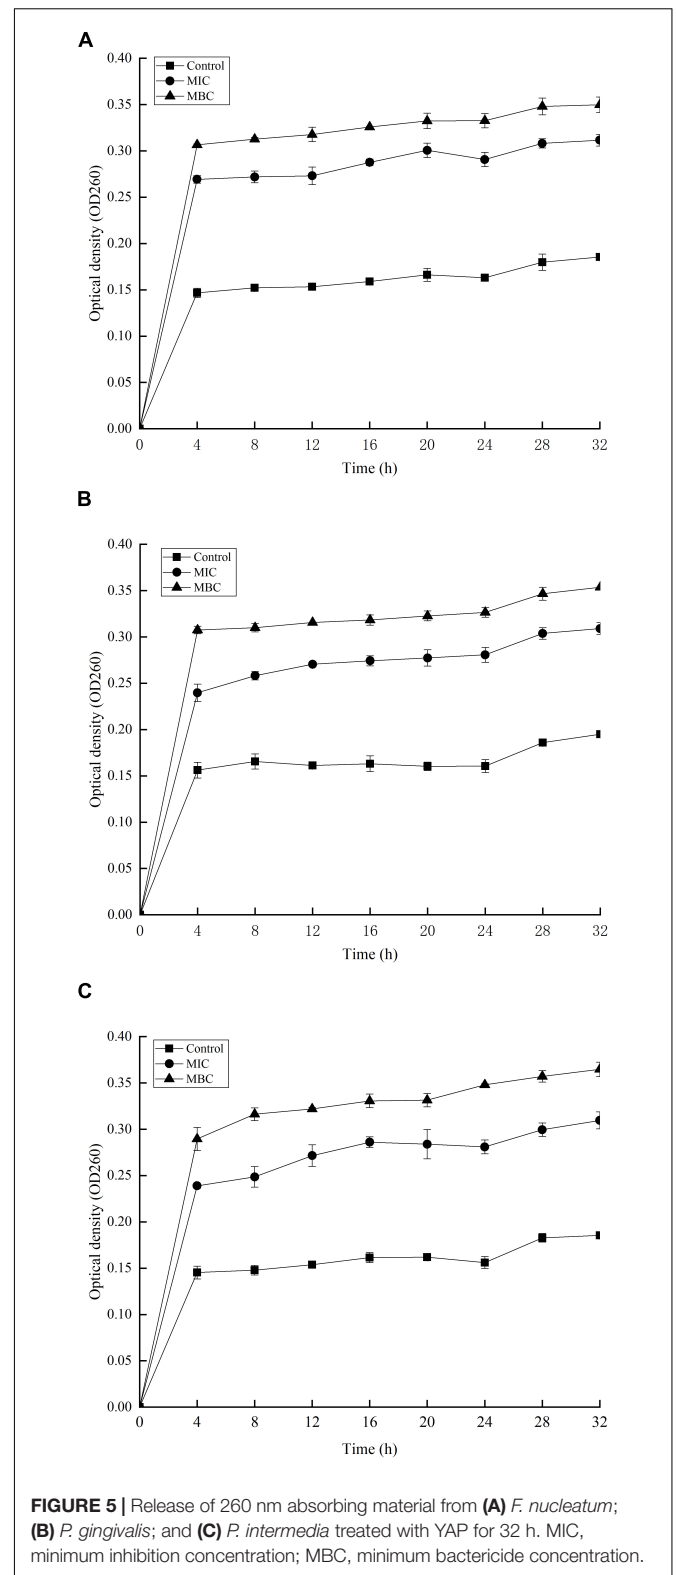 A
0.40
0.35
0.30
0.25
0.20
0.15
0.10
0.05
0.00
Optical density (OD260)
Control
MIC
MBC
0 4 8 12 16 20 24 28 32
Time (h)
B
0.40
0.35
0.30
0.25
0.20
0.15
0.10
0.05
0.00
Optical density (OD260)
Control
MIC
MBC
0 4 8 12 16 20 24 28 32
Time (h)
C
0.40
0.35
0.30
0.25
0.20
0.15
0.10
0.05
0.00
Optical density (OD260)
Control
MIC
MBC
0 4 8 12 16 20 24 28 32
Time (h)
FIGURE 5 | Release of 260 nm absorbing material from (A) F. nucleatum;
(B) P. gingivalis; and (C) P. intermedia treated with YAP for 32 h. MIC,
minimum inhibition concentration; MBC, minimum bactericide concentration.